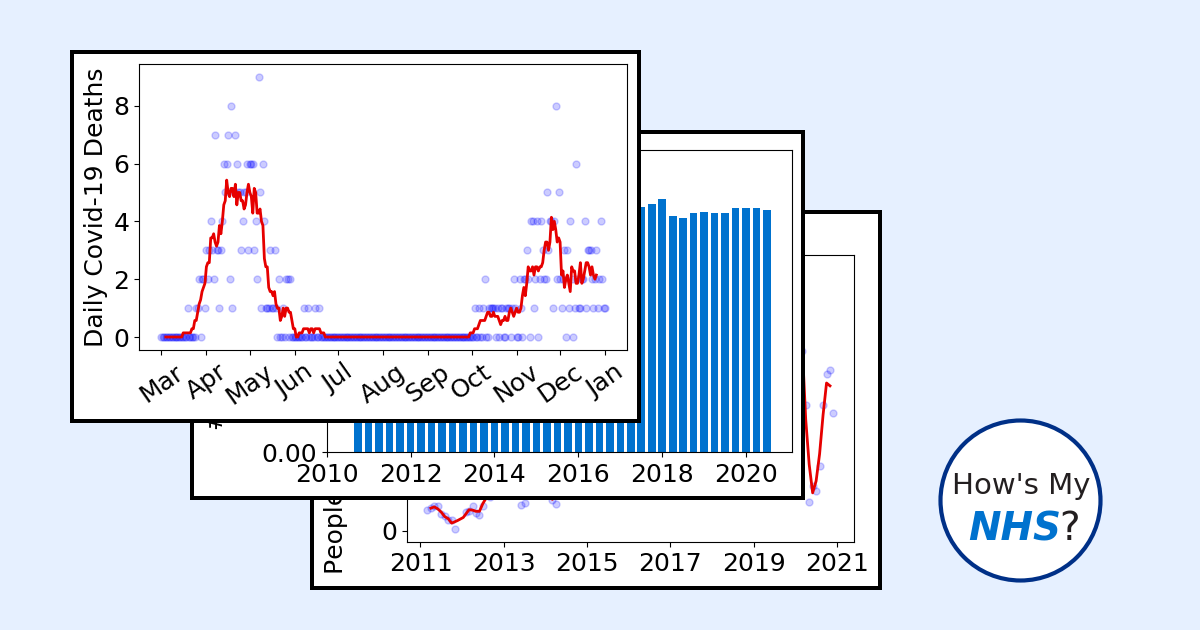 Daily Covid-19 Deaths
8
6
4
2
0
Mar Apr May Jun Jul Aug Sep Oct Nov Dec Jan
#
0.00
2010 2012 2014 2016 2018 2020
People
0
2011 2013 2015 2017 2019 2021
How's My
NHS?